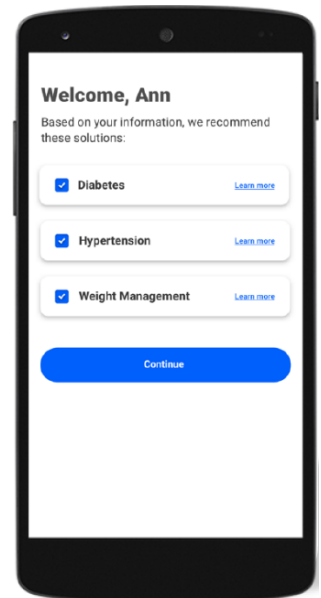 Welcome, Ann
Based on your information, we recommend
these solutions:
Diabetes
Learn more
Hypertension
Learn more
Weight Management
Learn more
Continue